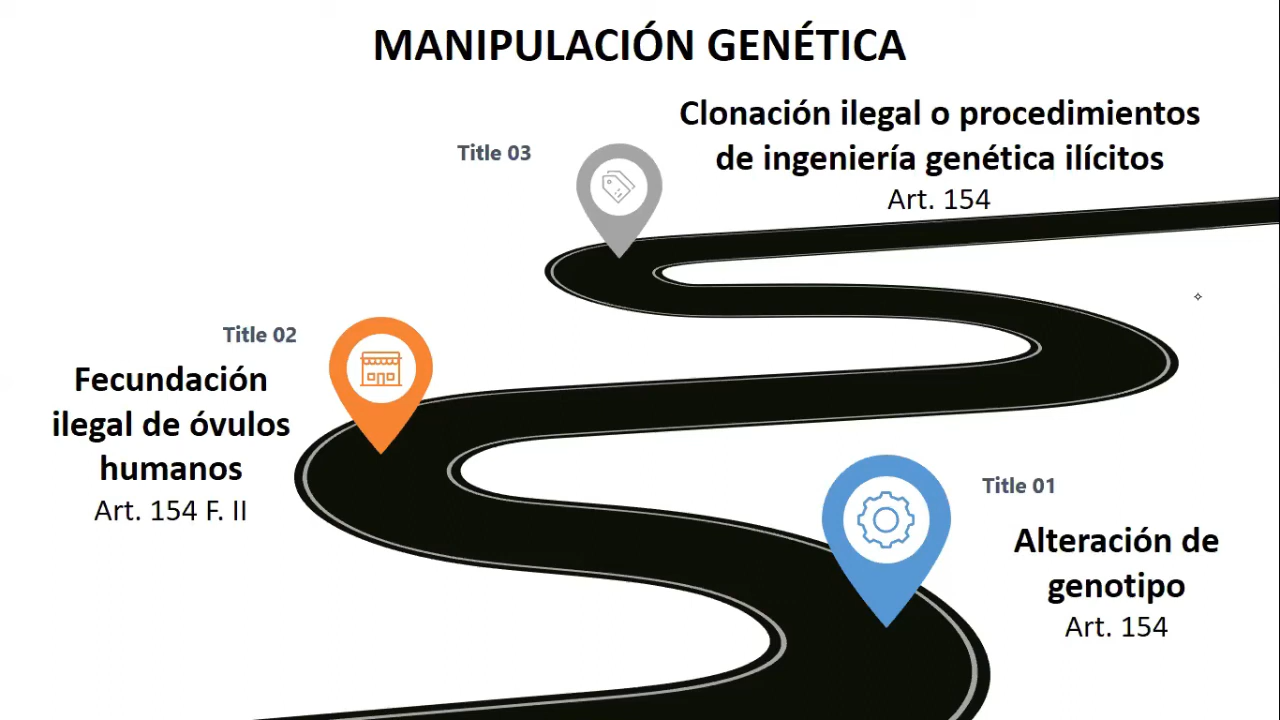 MANIPULACIÓN GENÉTICA
Clonación ilegal o procedimientos
de ingeniería genética ilícitos
Art. 154
Title 03
Title 02
Fecundación
ilegal de óvulos
humanos
Art. 154 F. II
Title 01
Alteración de
genotipo
Art. 154